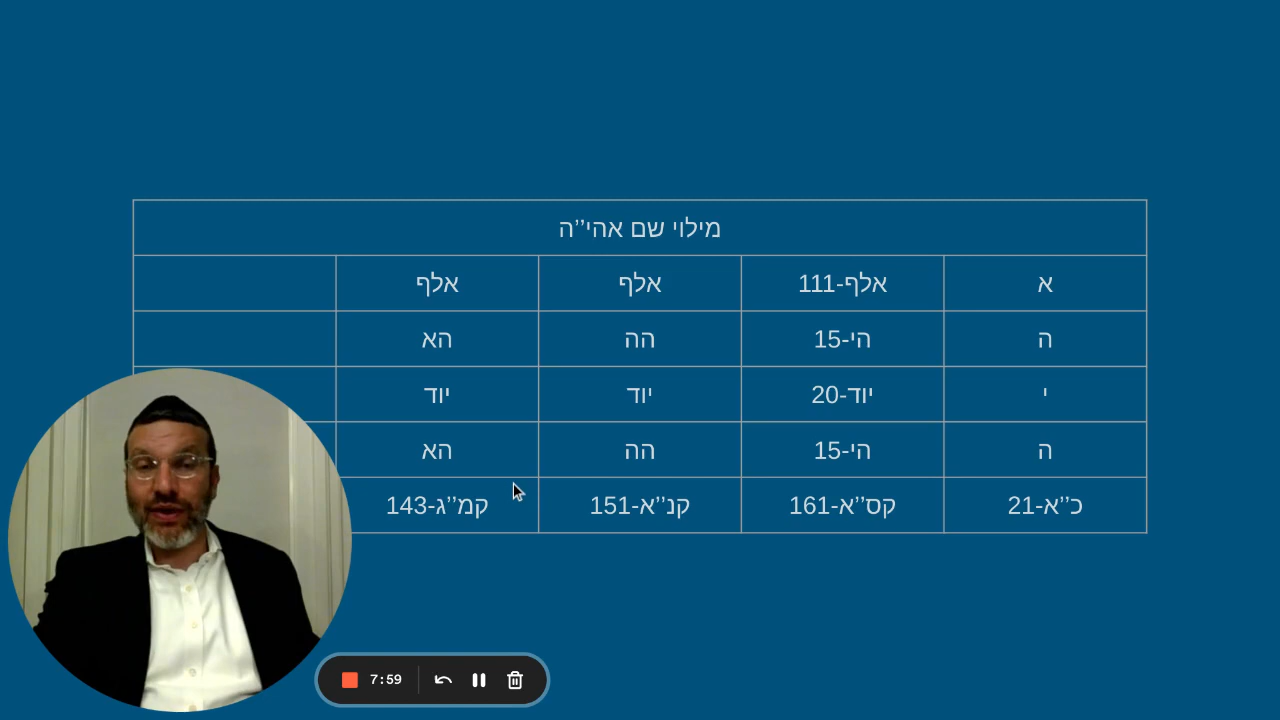 מילוי שם אהי’’ה
א אלף-111 אלף אלף
ה הי-15 הה הא
י יוד-20 יוד יוד
ה הי-15 הה הא
כ’’א-21 קס’’א-161 קנ’’א-151 קמ’’ג-143
7:59